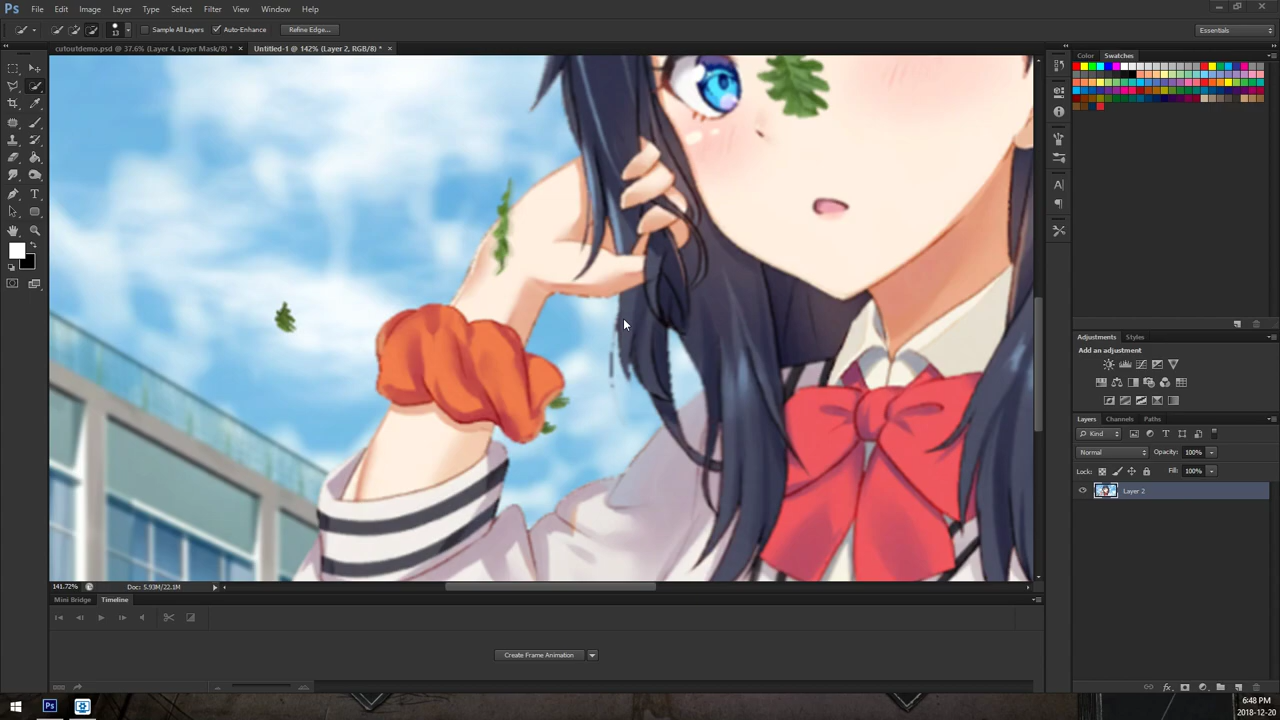 Ps File Edit Image Layer Type Select Filter View Window Help
13 Sample All Layers Auto-Enhance Refine Edge... Essentials
cutoutdemo.psd @ 37.6% (Layer 4, Layer Mask/8) * × Untitled-1 @ 142% (Layer 2, RGB/8) * ×
Color Swatches
Adjustments Styles
Add an adjustment
Layers Channels Paths
Kind
Normal Opacity: 100%
Lock: Fill: 100%
Layer 2
141.72% Doc: 5.93M/22.1M
Mini Bridge Timeline
Create Frame Animation
fx
Ps 6:48 PM
2018-12-20